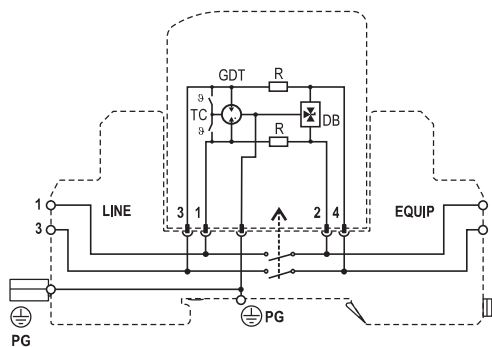 GDT R
ϑ
TC
ϑ
DB
R
1 LINE 3 1 2 4 EQUIP
3
PG
PG